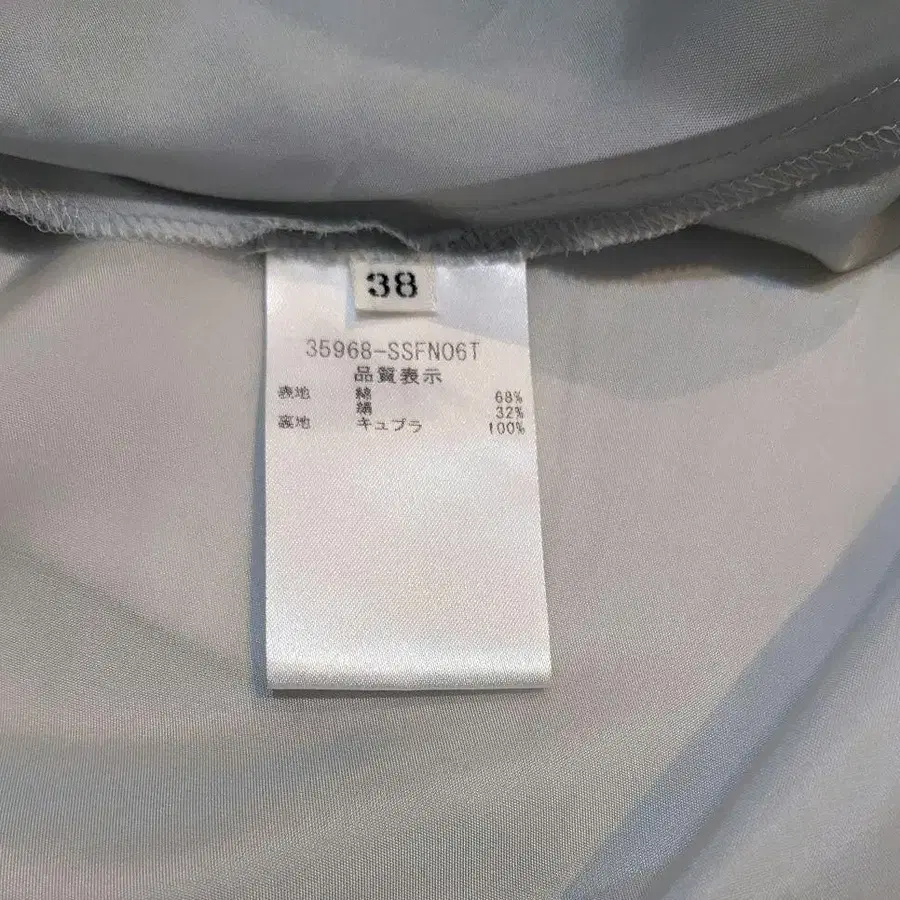 38
35968-SSFN06T
品質表示
表地 綿 68%
絹 32%
裏地 キュプラ 100%